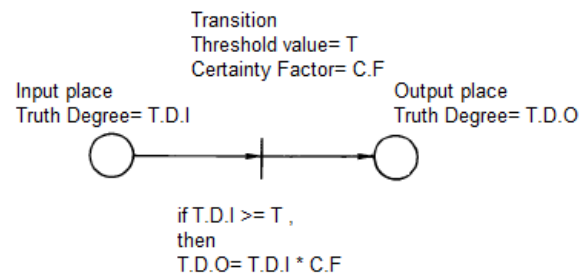 Transition
Threshold value= T
Certainty Factor= C.F
Input place
Truth Degree= T.D.I
Output place
Truth Degree= T.D.O
if T.D.I >= T ,
then
T.D.O= T.D.I * C.F